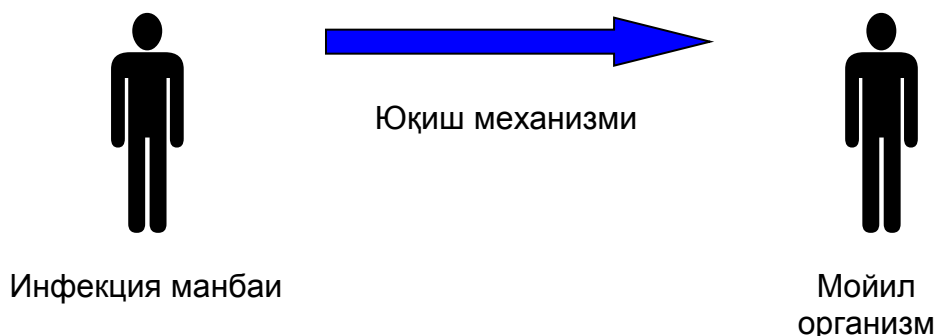 Юқиш механизми
Инфекция манбаи
Мойил
организм